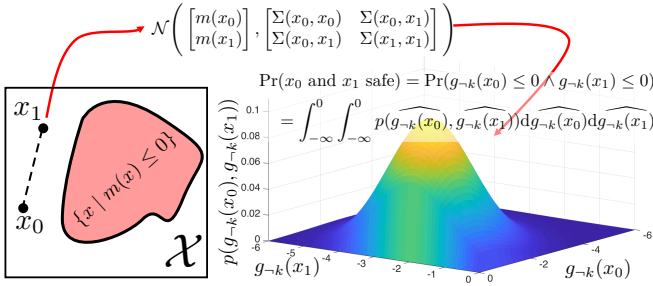 𝒩( [m(x₀) m(x₁)], [Σ(x₀, x₀) Σ(x₀, x₁) Σ(x₀, x₁) Σ(x₁, x₁)] )
Pr(x₀ and x₁ safe) = Pr(g¬k(x₀) ≤ 0 ∧ g¬k(x₁) ≤ 0)
= ∫_{-∞}^{0} ∫_{-∞}^{0} p(g¬k(x₀), g¬k(x₁))dg¬k(x₀)dg¬k(x₁)
x₁
x₀
{x | m(x) ≤ 0}
𝒳
p(g¬k(x₀), g¬k(x₁))
0.1
0.08
0.06
0.04
0.02
0
-6
-5
-4
-3
-2
-1
0
g¬k(x₁)
0
-2
-4
-6
g¬k(x₀)